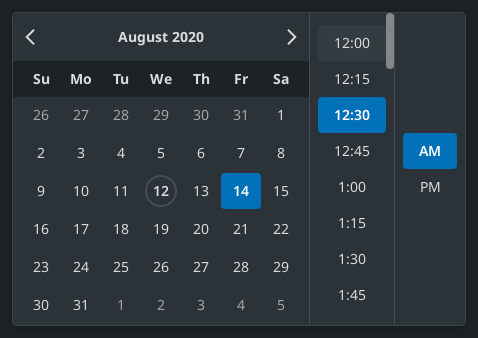 August 2020
Su Mo Tu We Th Fr Sa
26 27 28 29 30 31 1
2 3 4 5 6 7 8
9 10 11 12 13 14 15
16 17 18 19 20 21 22
23 24 25 26 27 28 29
30 31 1 2 3 4 5
12:00
12:15
12:30
12:45
1:00
1:15
1:30
1:45
AM
PM